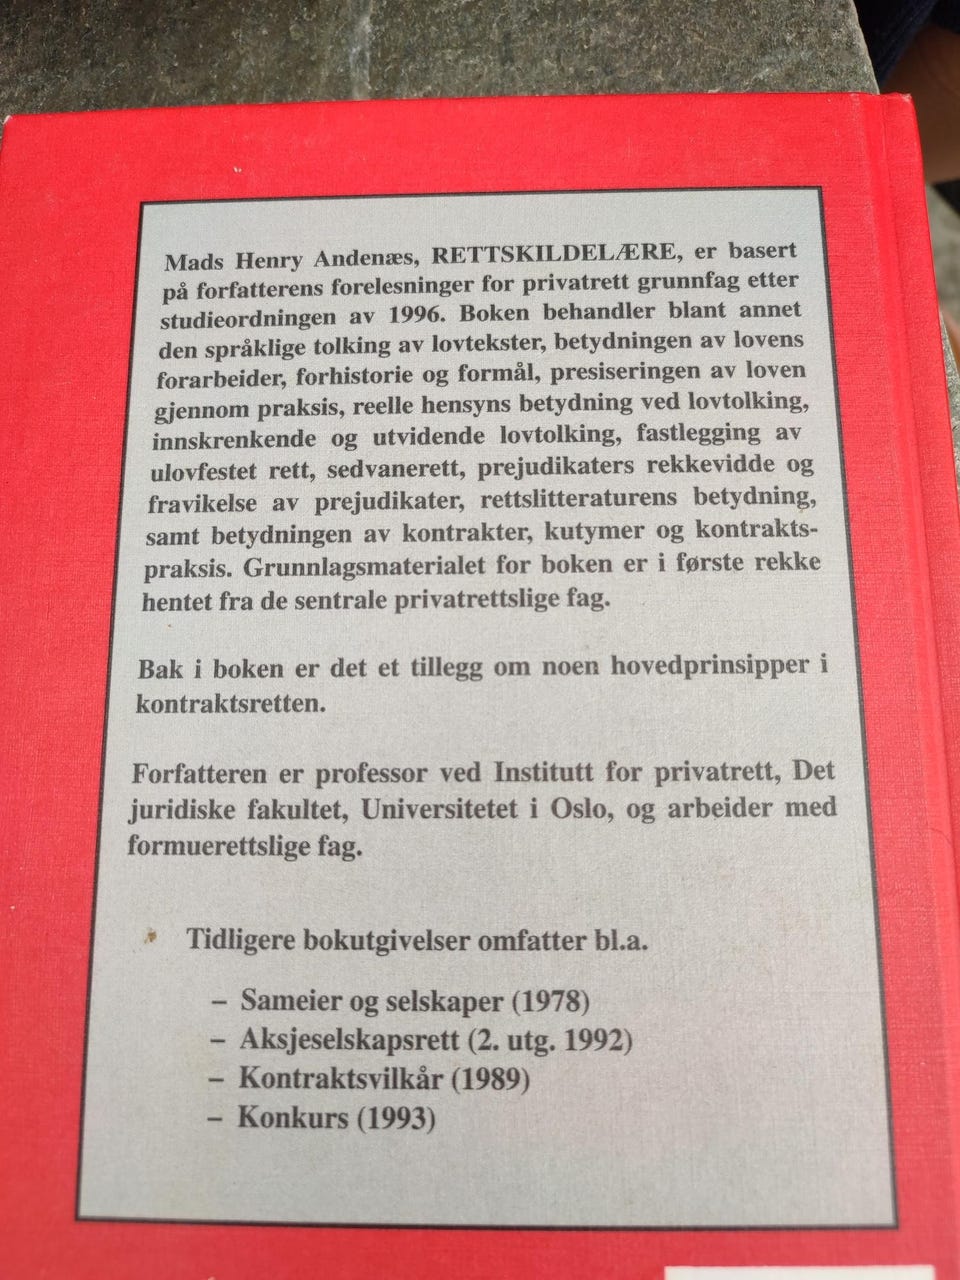 Mads Henry Andenæs, RETTSKILDELÆRE, er basert
på forfatterens forelesninger for privatrett grunnfag etter
studieordningen av 1996. Boken behandler blant annet
den språklige tolking av lovtekster, betydningen av lovens
forarbeider, forhistorie og formål, presiseringen av loven
gjennom praksis, reelle hensyns betydning ved lovtolking,
innskrenkende og utvidende lovtolking, fastlegging av
ulovfestet rett, sedvanerett, prejudikaters rekkevidde og
fravikelse av prejudikater, rettslitteraturens betydning,
samt betydningen av kontrakter, kutymer og kontrakts-
praksis. Grunnlagsmaterialet for boken er i første rekke
hentet fra de sentrale privatrettslige fag.
Bak i boken er det et tillegg om noen hovedprinsipper i
kontraktsretten.
Forfatteren er professor ved Institutt for privatrett, Det
juridiske fakultet, Universitetet i Oslo, og arbeider med
formuerettslige fag.
Tidligere bokutgivelser omfatter bl.a.
– Sameier og selskaper (1978)
– Aksjeselskapsrett (2. utg. 1992)
– Kontraktsvilkår (1989)
– Konkurs (1993)